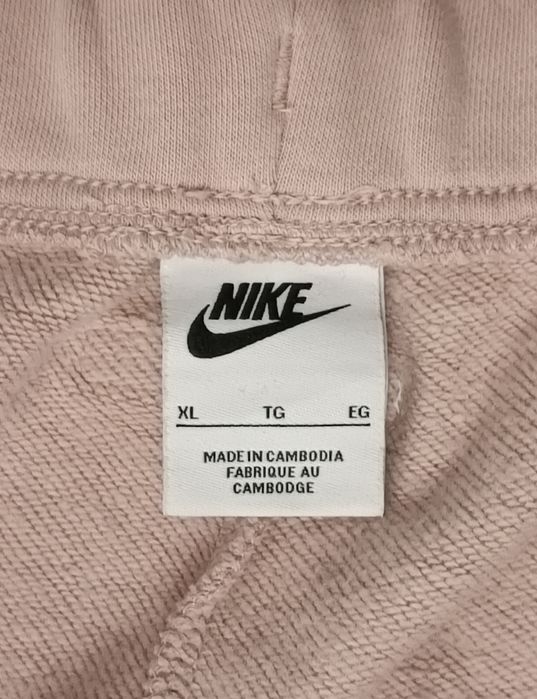 NIKE
XL TG EG
MADE IN CAMBODIA
FABRIQUE AU
CAMBODGE